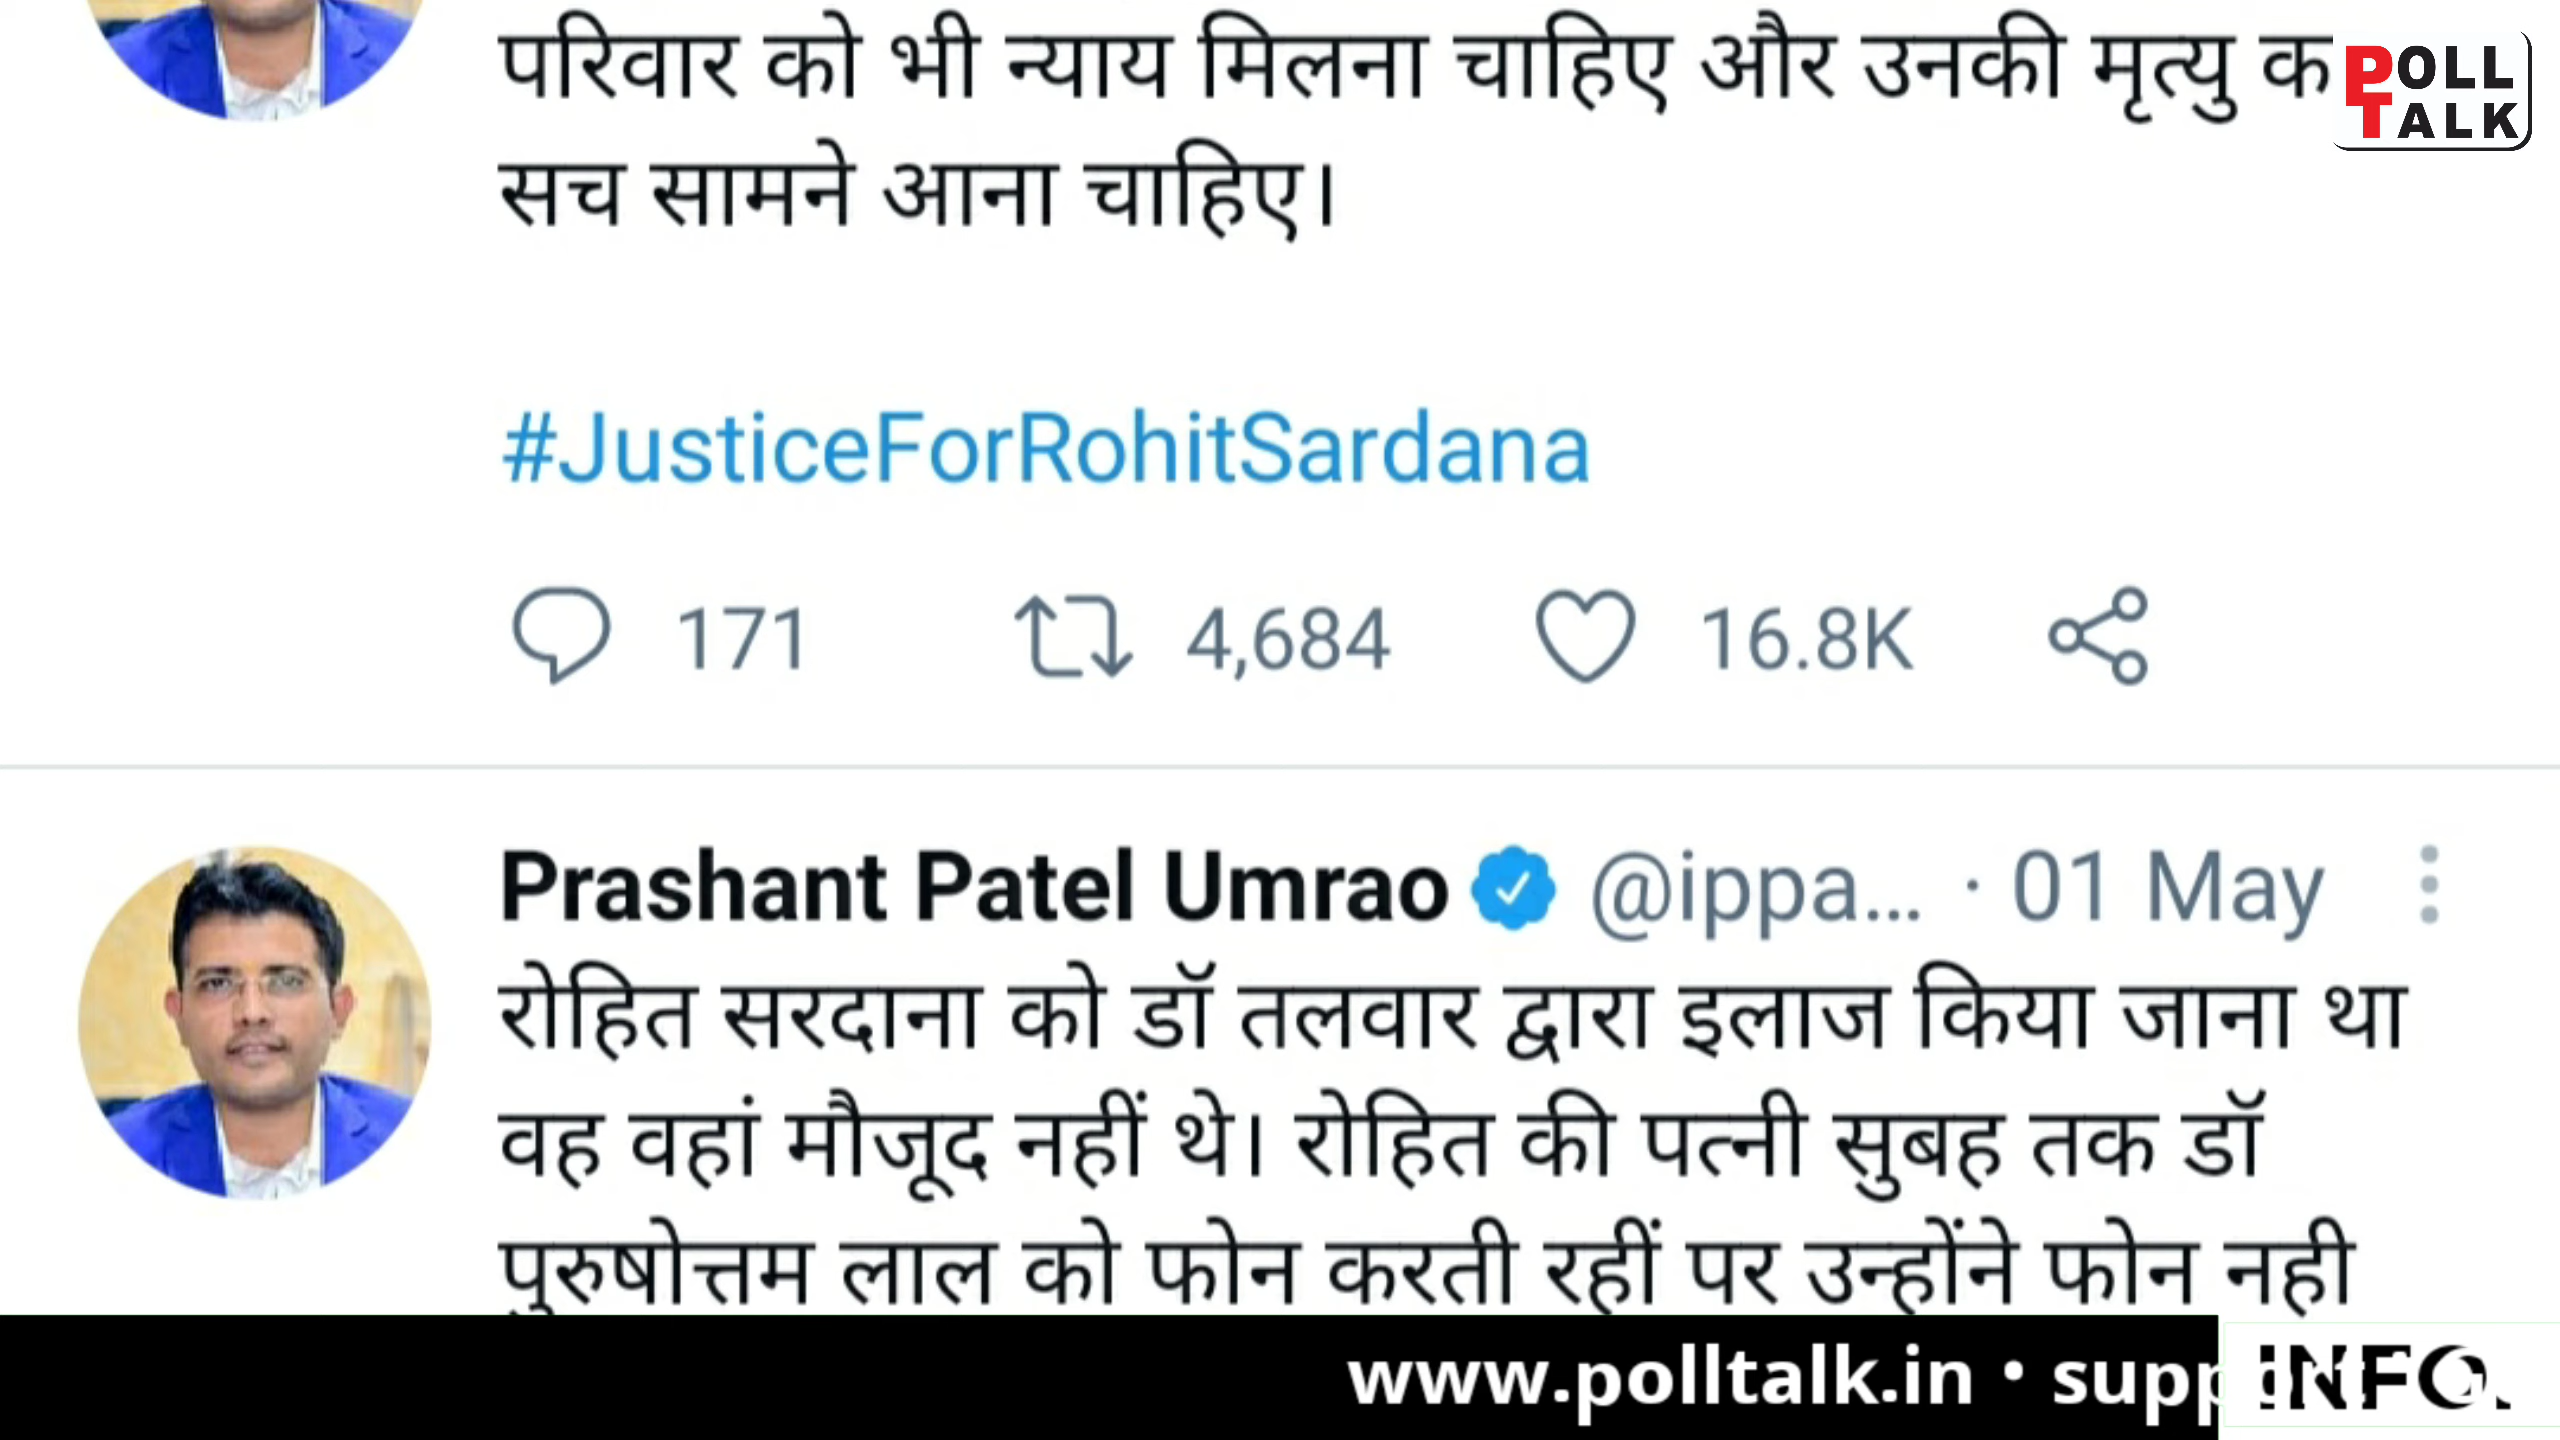 परिवार को भी न्याय मिलना चाहिए और उनकी मृत्यु
POLL
TALK
सच सामने आना चाहिए।
#JusticeForRohitSardana
171 4,684 16.8K
Prashant Patel Umrao @ippa... · 01 May
रोहित सरदाना को डॉ तलवार द्वारा इलाज किया जाना था
वह वहां मौजूद नहीं थे। रोहित की पत्नी सुबह तक डॉ
पुरुषोत्तम लाल को फोन करती रहीं पर उन्होंने फोन नही
www.polltalk.in •